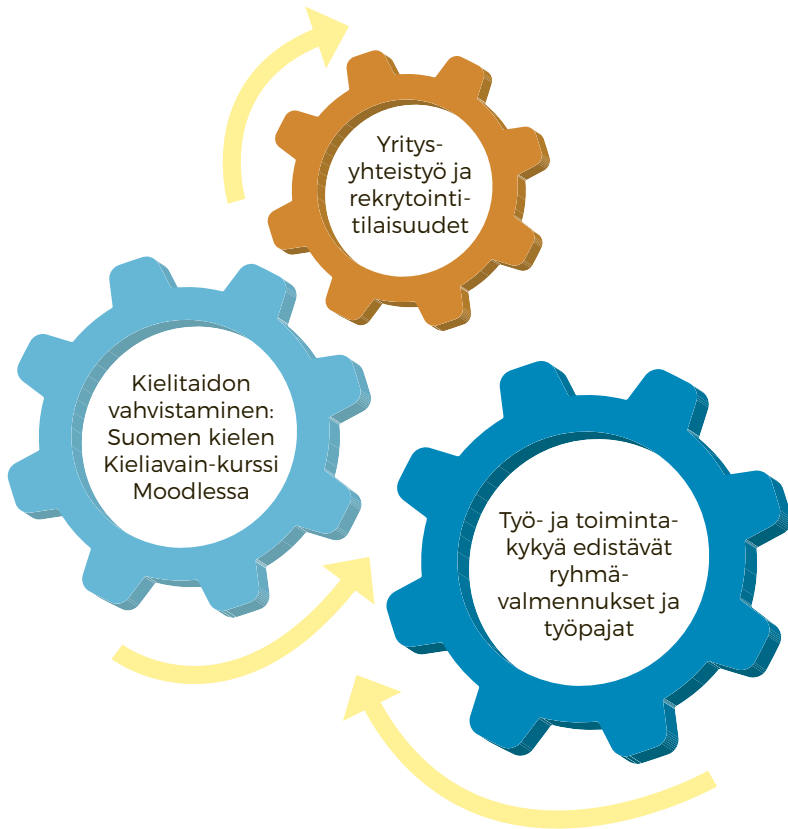 Yritys-
yhteistyö ja
rekrytointi-
tilaisuudet
Kielitaidon
vahvistaminen:
Suomen kielen
Kieliavain-kurssi
Moodlessa
Työ- ja toiminta-
kykyä edistävät
ryhmä-
valmennukset ja
työpajat